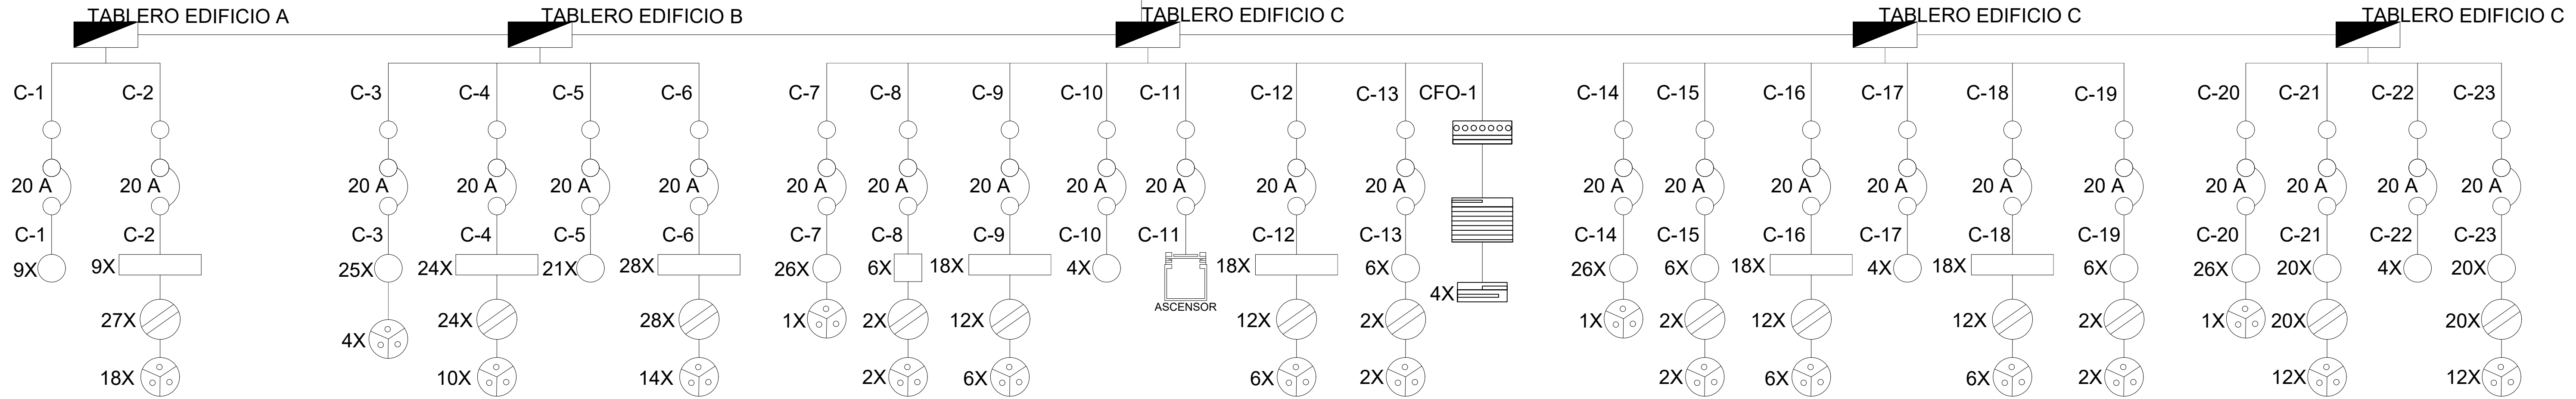 TABLERO EDIFICIO A TABLERO EDIFICIO B TABLERO EDIFICIO C TABLERO EDIFICIO C TABLERO EDIFICIO C
C-1 C-2 C-3 C-4 C-5 C-6 C-7 C-8 C-9 C-10 C-11 C-12 C-13 CFO-1 C-14 C-15 C-16 C-17 C-18 C-19 C-20 C-21 C-22 C-23
20 A 20 A 20 A 20 A 20 A 20 A 20 A 20 A 20 A 20 A 20 A 20 A 20 A 20 A 20 A 20 A 20 A 20 A 20 A 20 A 20 A 20 A 20 A
C-1 C-2 C-3 C-4 C-5 C-6 C-7 C-8 C-9 C-10 C-11 C-12 C-13 C-14 C-15 C-16 C-17 C-18 C-19 C-20 C-21 C-22 C-23
9X 9X 25X 24X 21X 28X 26X 6X 18X 4X 18X 6X 26X 6X 18X 4X 18X 6X 26X 20X 4X 20X
4X
ASCENSOR
27X 24X 28X 1X 2X 12X 12X 2X 1X 2X 12X 12X 2X 1X 20X 20X
4X
18X 10X 14X 2X 6X 6X 2X 2X 6X 6X 2X 12X 12X